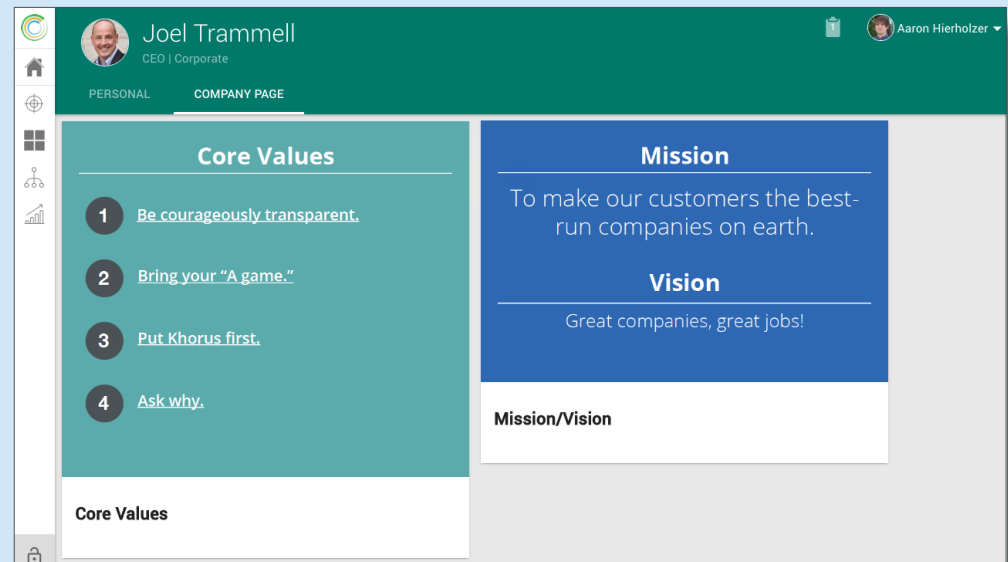 Joel Trammell
CEO | Corporate
1
Aaron Hierholzer
PERSONAL
COMPANY PAGE
Core Values
1 Be courageously transparent.
2 Bring your “A game.”
3 Put Khorus first.
4 Ask why.
Core Values
Mission
To make our customers the best-
run companies on earth.
Vision
Great companies, great jobs!
Mission/Vision